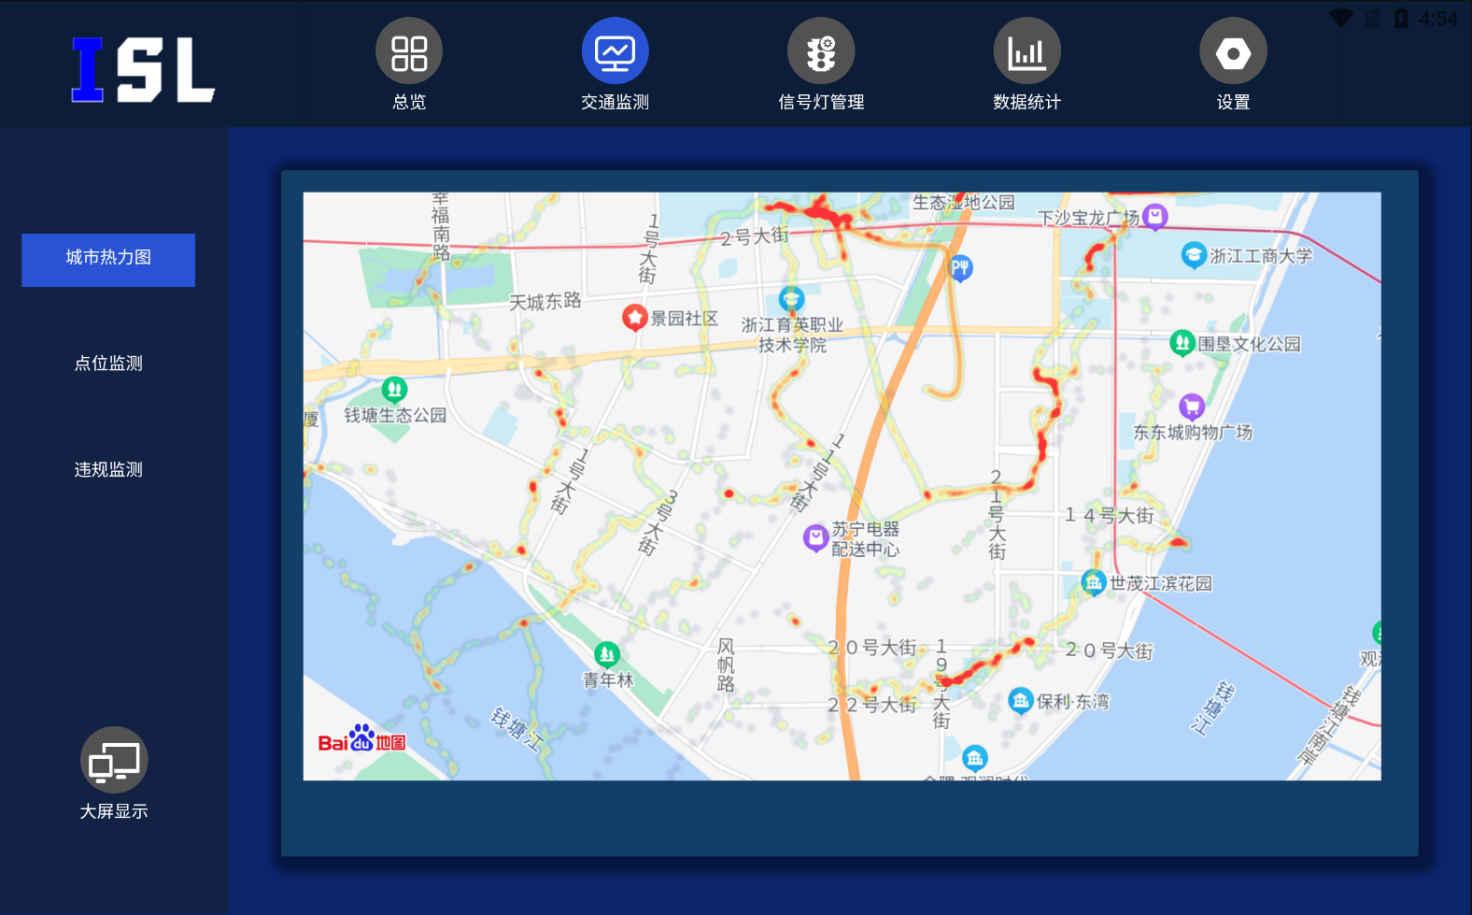 ISL
4:54
总览
交通监测
信号灯管理
数据统计
设置
城市热力图
点位监测
违规监测
大屏显示
幸福南路
1号大街
2号大街
生态湿地公园
下沙宝龙广场
浙江工商大学
天城东路
景园社区
浙江育英职业
技术学院
围垦文化公园
钱塘生态公园
厦
东东城购物广场
11号大街
1号大街
3号大街
21号大街
14号大街
苏宁电器
配送中心
世茂江滨花园
风帆路
20号大街
19号大街
20号大街
青年林
22号大街
保利·东湾
钱塘江
钱塘江
钱塘江南岸
Bai du 地图